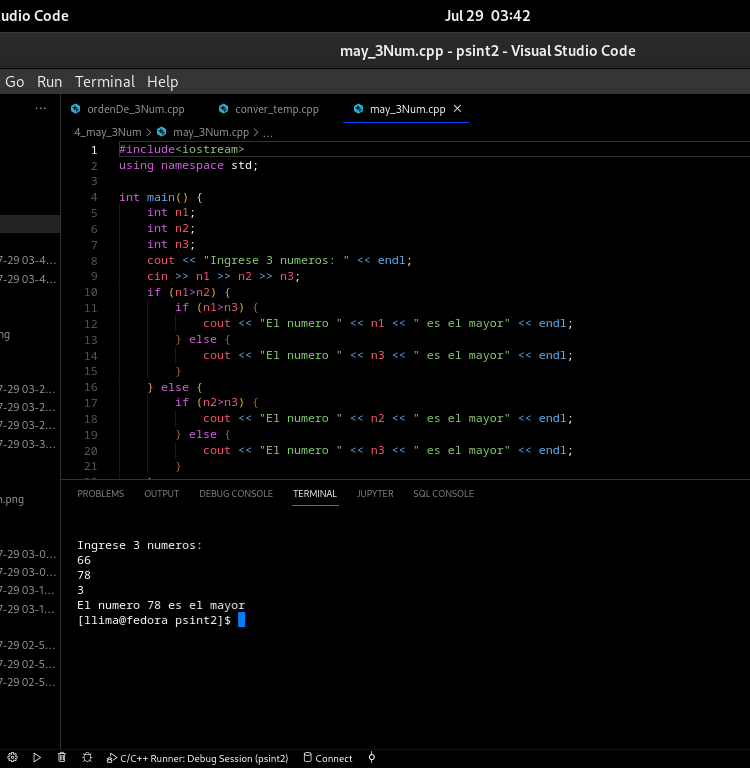 udio Code
Jul 29 03:42
may_3Num.cpp - psint2 - Visual Studio Code
Go Run Terminal Help
... ordenDe_3Num.cpp conver_temp.cpp may_3Num.cpp ×
4_may_3Num > may_3Num.cpp > ...
1 #include<iostream>
2 using namespace std;
3
4 int main() {
5 int n1;
6 int n2;
7 int n3;
8 cout << "Ingrese 3 numeros: " << endl;
9 cin >> n1 >> n2 >> n3;
10 if (n1>n2) {
11 if (n1>n3) {
12 cout << "El numero " << n1 << " es el mayor" << endl;
13 } else {
14 cout << "El numero " << n3 << " es el mayor" << endl;
15 }
16 } else {
17 if (n2>n3) {
18 cout << "El numero " << n2 << " es el mayor" << endl;
19 } else {
20 cout << "El numero " << n3 << " es el mayor" << endl;
21 }
7-29 03-4...
7-29 03-4...
ng
7-29 03-2...
7-29 03-2...
7-29 03-2...
7-29 03-3...
n.png
7-29 03-0...
7-29 03-0...
7-29 03-1...
7-29 03-1...
7-29 02-5...
7-29 02-5...
7-29 02-5...
PROBLEMS OUTPUT DEBUG CONSOLE TERMINAL JUPYTER SQL CONSOLE
Ingrese 3 numeros:
66
78
3
El numero 78 es el mayor
[llima@fedora psint2]$
C/C++ Runner: Debug Session (psint2) Connect